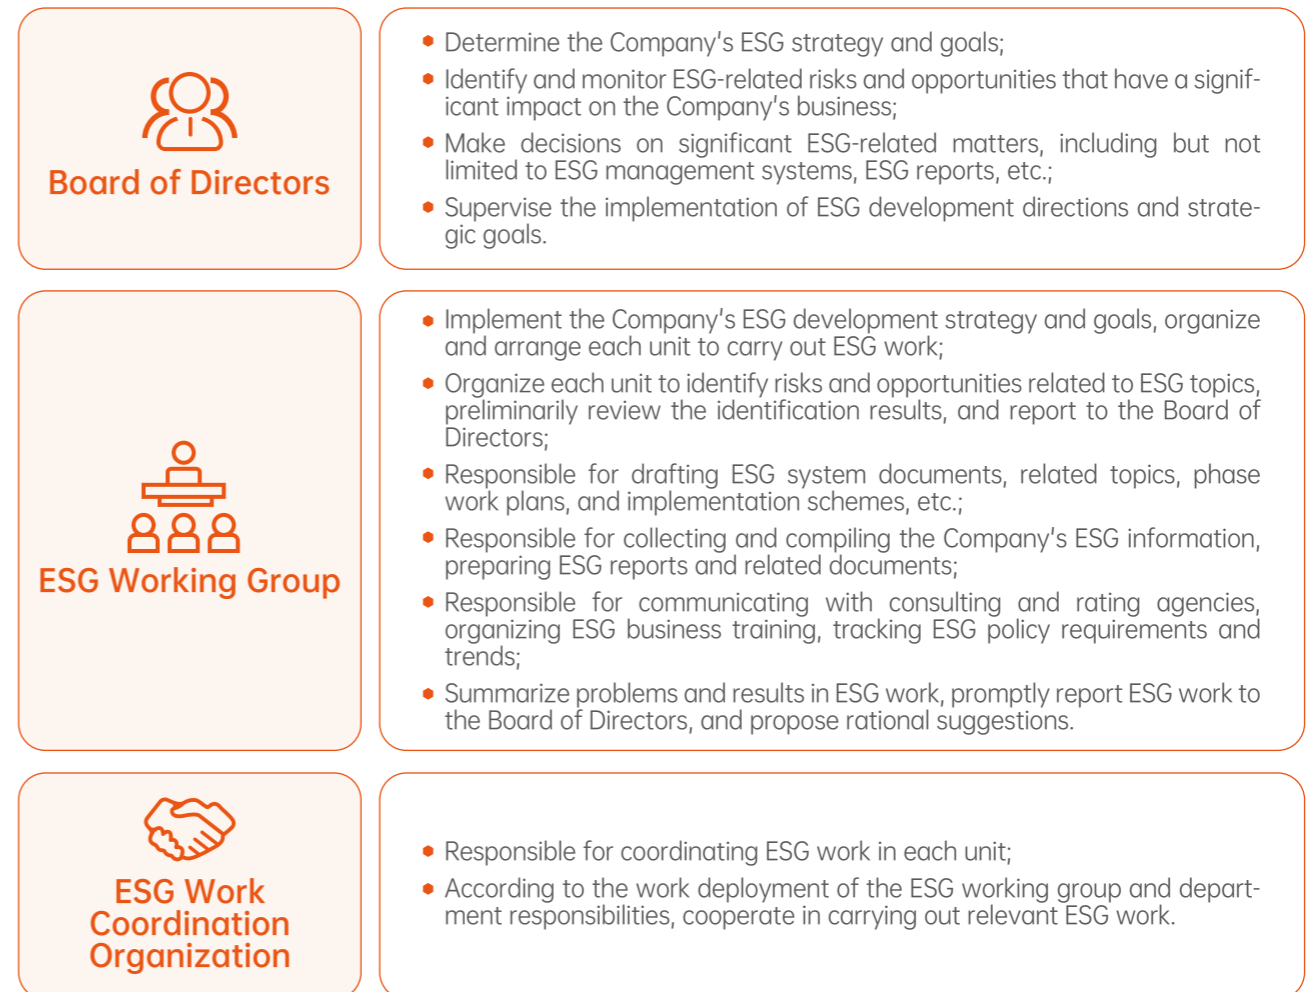 Board of Directors
Determine the Company's ESG strategy and goals;
Identify and monitor ESG-related risks and opportunities that have a signif-
icant impact on the Company's business;
Make decisions on significant ESG-related matters, including but not
limited to ESG management systems, ESG reports, etc.;
Supervise the implementation of ESG development directions and strate-
gic goals.
ESG Working Group
Implement the Company's ESG development strategy and goals, organize
and arrange each unit to carry out ESG work;
Organize each unit to identify risks and opportunities related to ESG topics,
preliminarily review the identification results, and report to the Board of
Directors;
Responsible for drafting ESG system documents, related topics, phase
work plans, and implementation schemes, etc.;
Responsible for collecting and compiling the Company's ESG information,
preparing ESG reports and related documents;
Responsible for communicating with consulting and rating agencies,
organizing ESG business training, tracking ESG policy requirements and
trends;
Summarize problems and results in ESG work, promptly report ESG work to
the Board of Directors, and propose rational suggestions.
ESG Work
Coordination
Organization
Responsible for coordinating ESG work in each unit;
According to the work deployment of the ESG working group and depart-
ment responsibilities, cooperate in carrying out relevant ESG work.